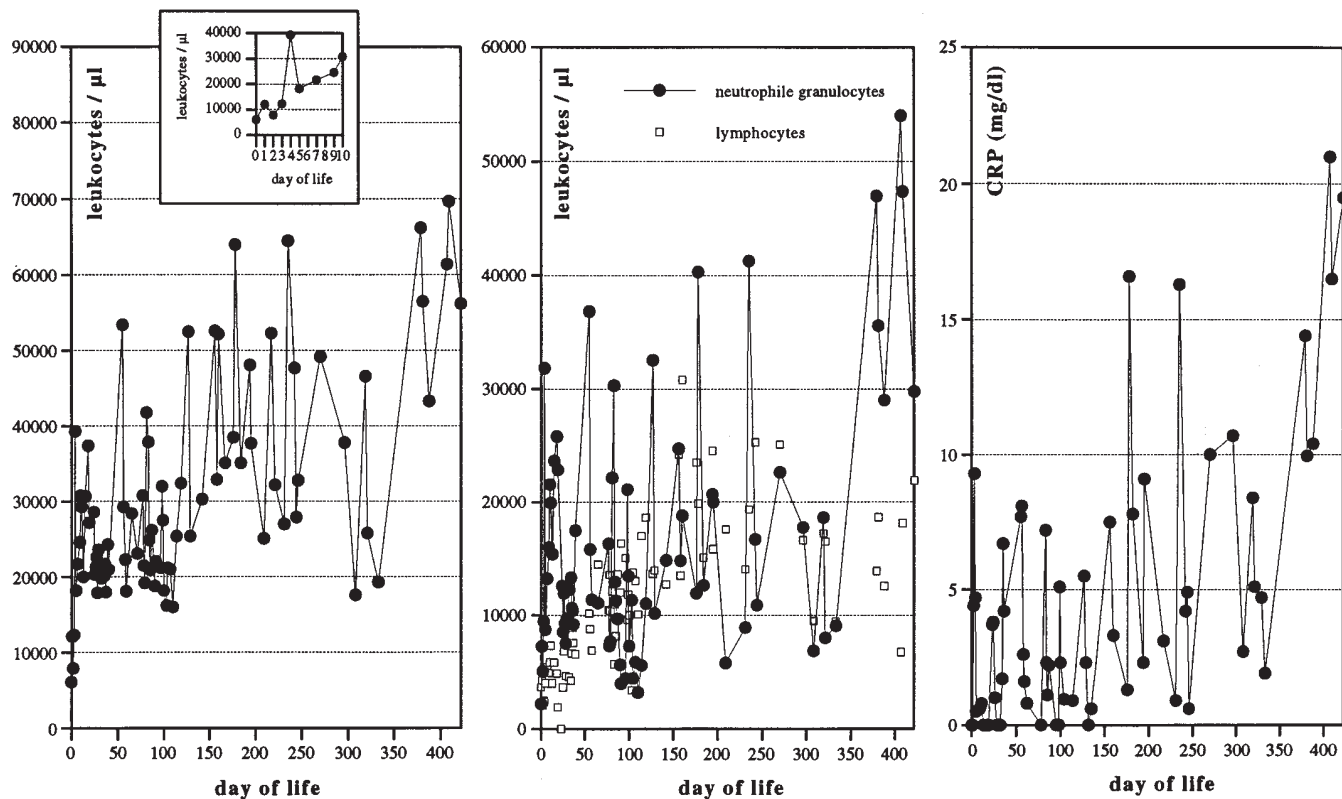 40000
30000
20000
10000
0
leukocytes / µl
0 1 2 3 4 5 6 7 8 9 10
day of life
90000
80000
70000
60000
50000
40000
30000
20000
10000
0
leukocytes / µl
0 50 100 150 200 250 300 350 400
day of life
60000
50000
40000
30000
20000
10000
0
leukocytes / µl
neutrophile granulocytes
lymphocytes
0 50 100 150 200 250 300 350 400
day of life
25
20
15
10
5
0
CRP (mg/dl)
0 50 100 150 200 250 300 350 400
day of life